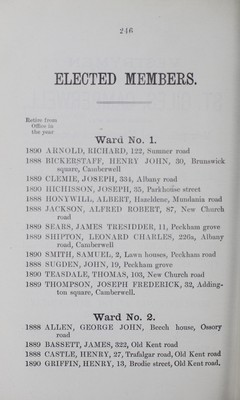 246
ELECTED MEMBERS.
Retire from
Office in
the year
Ward No. 1.
1890 ARNOLD, RICHARD, 122, Sumner road
1888 BICKERSTAFF, HENRY JOHN, 30, Brunswick
square, Camberwell
1889 CLEMIE, JOSEPH, 334, Albany road
1890 HICHISSON, JOSEPH, 35, Parkhouse street
1888 HONYWILL, ALBERT, Hazeldene, Mundania road
1888 JACKSON, ALFRED ROBERT, 87, New Church
road
1889 SEARS, JAMES TRESIDDER, 11, Peckham grove
1889 SHIPTON, LEONARD CHARLES, 220a, Albany
road, Camberwell
1890 SMITH, SAMUEL, 2, Lawn houses, Peckham road
1888 SUGDEN, JOHN, 19, Peckham grove
1890 TEASDALE, THOMAS, 103, New Church road
1889 THOMPSON, JOSEPH FREDERICK, 32, Adding-
ton square, Camberwell.
Ward No. 2.
1888 ALLEN, GEORGE JOHN, Beech house, Ossory
road
1889 BASSETT, JAMES, 322, Old Kent road
1888 CASTLE, HENRY, 27, Trafalgar road, Old Kent road
1890 GRIFFIN, HENRY, 13, Brodie street, Old Kent road.